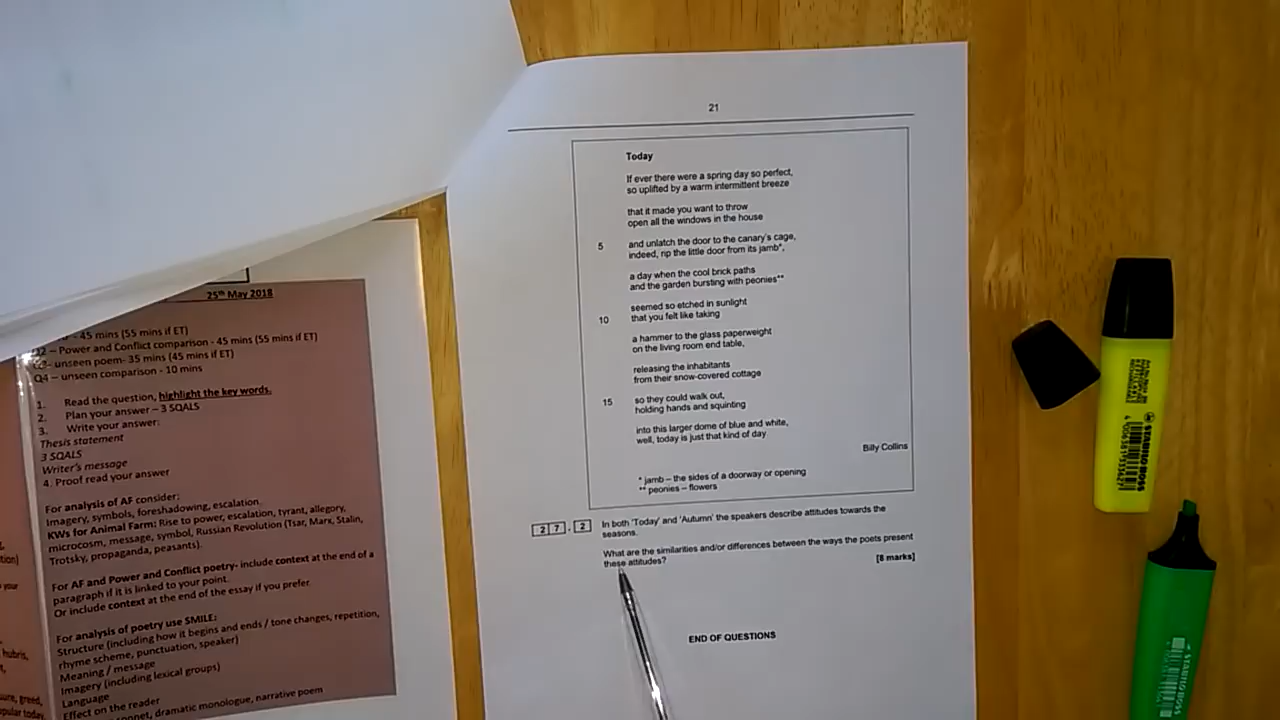 25th May 2018
45 mins (55 mins if ET)
Power and Conflict comparison - 45 mins (55 mins if ET)
unseen poem- 35 mins (45 mins if ET)
Q4 – unseen comparison - 10 mins
1. Read the question, highlight the key words.
2. Plan your answer – 3 SQALS
3. Write your answer:
Thesis statement
3 SQALS
Writer's message
4. Proof read your answer
For analysis of AF consider:
Imagery, symbols, foreshadowing, escalation.
KWs for Animal Farm: Rise to power, escalation, tyrant, allegory,
microcosm, message, symbol, Russian Revolution (Tsar, Marx, Stalin,
Trotsky, propaganda, peasants).
For AF and Power and Conflict poetry- include context at the end of a
paragraph if it is linked to your point.
Or include context at the end of the essay if you prefer.
For analysis of poetry use SMILE:
Structure (including how it begins and ends / tone changes, repetition,
rhyme scheme, punctuation, speaker)
Meaning / message
Imagery (including lexical groups)
Language
Effect on the reader
dramatic monologue, narrative poem
your
hubris,
greed,
today
21
Today
If ever there were a spring day so perfect,
so uplifted by a warm intermittent breeze
that it made you want to throw
open all the windows in the house
5 and unlatch the door to the canary's cage,
indeed, rip the little door from its jamb*,
a day when the cool brick paths
and the garden bursting with peonies**
seemed so etched in sunlight
10 that you felt like taking
a hammer to the glass paperweight
on the living room end table,
releasing the inhabitants
from their snow-covered cottage
15 so they could walk out,
holding hands and squinting
into this larger dome of blue and white,
well, today is just that kind of day
Billy Collins
* jamb – the sides of a doorway or opening
** peonies – flowers
2 7 . 2 In both 'Today' and 'Autumn' the speakers describe attitudes towards the
seasons.
What are the similarities and/or differences between the ways the poets present
these attitudes?
[8 marks]
END OF QUESTIONS
STABILO BOSS
STABILO BOSS